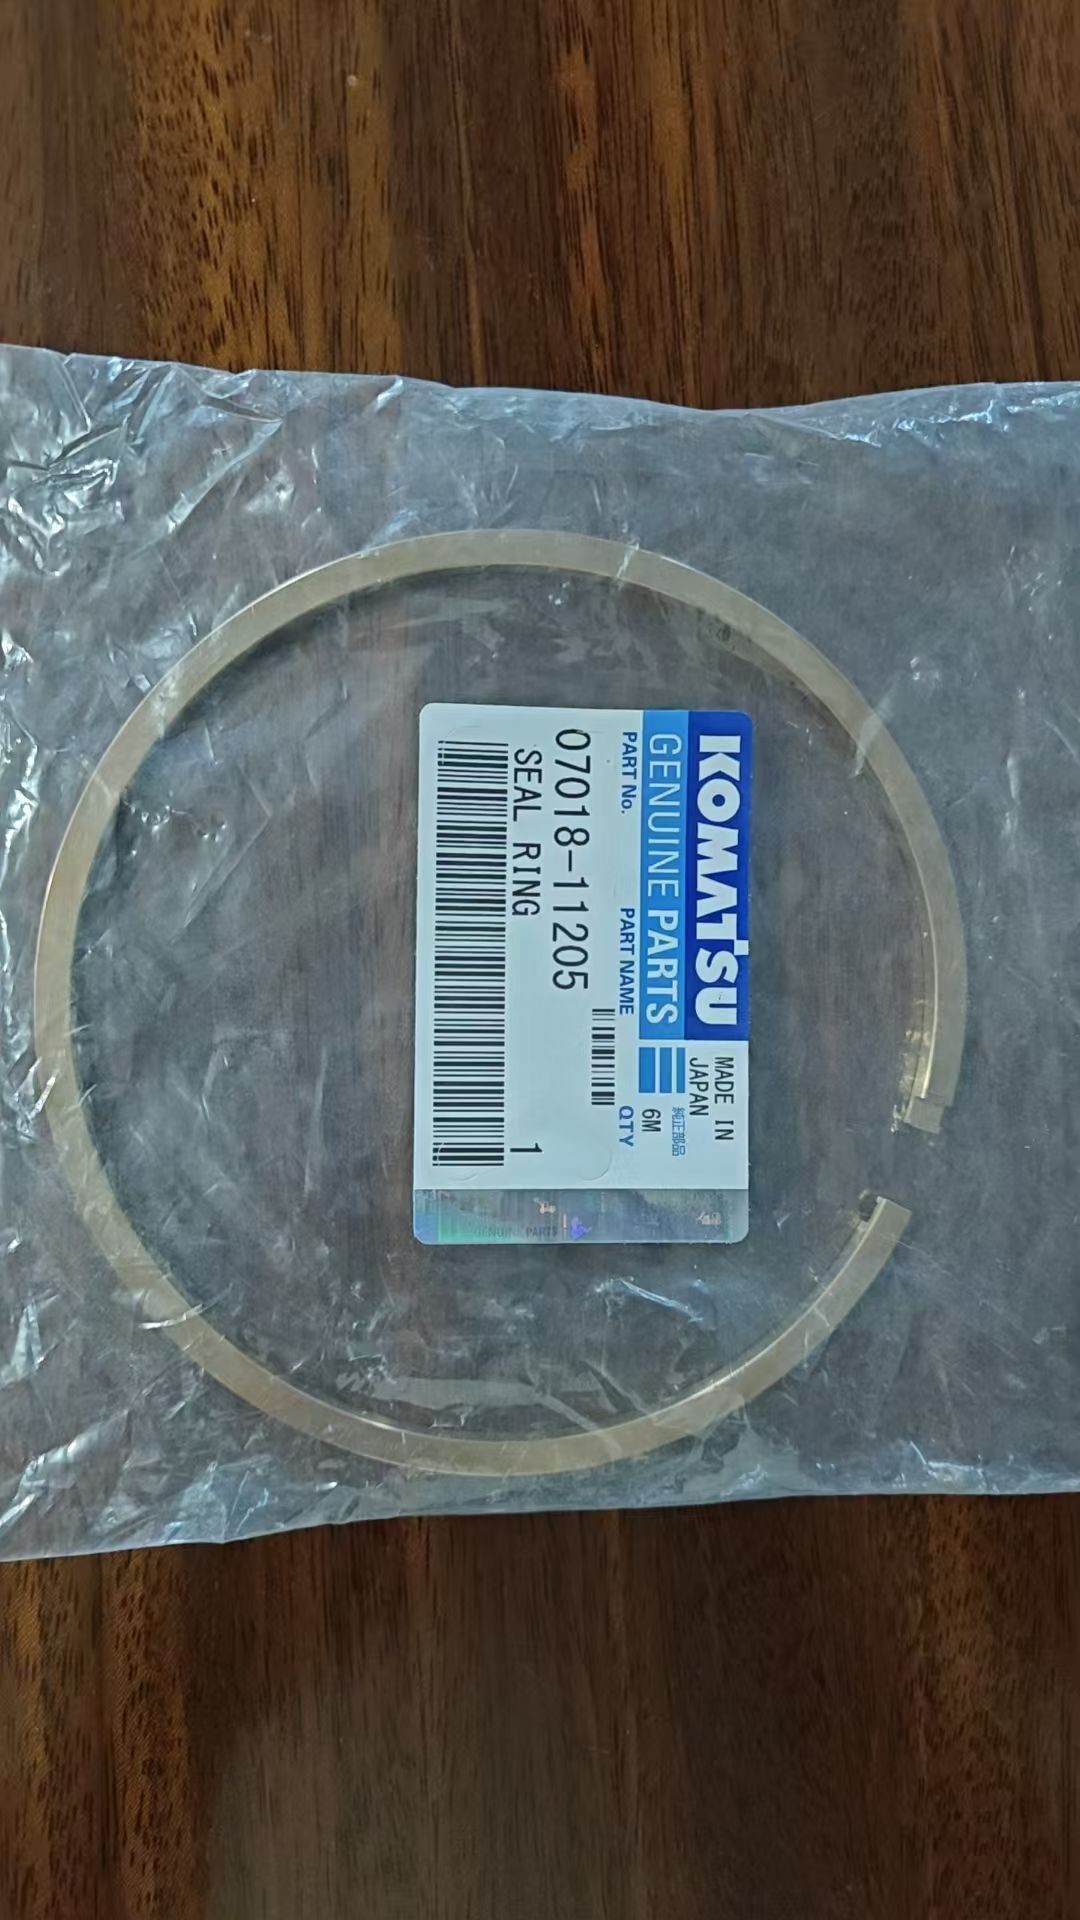 KOMATSU
MADE IN
JAPAN
GENUINE PARTS
純正部品
6M
PART No.
PART NAME
QTY
07018-11205
SEAL RING
1
GENUINE PARTS